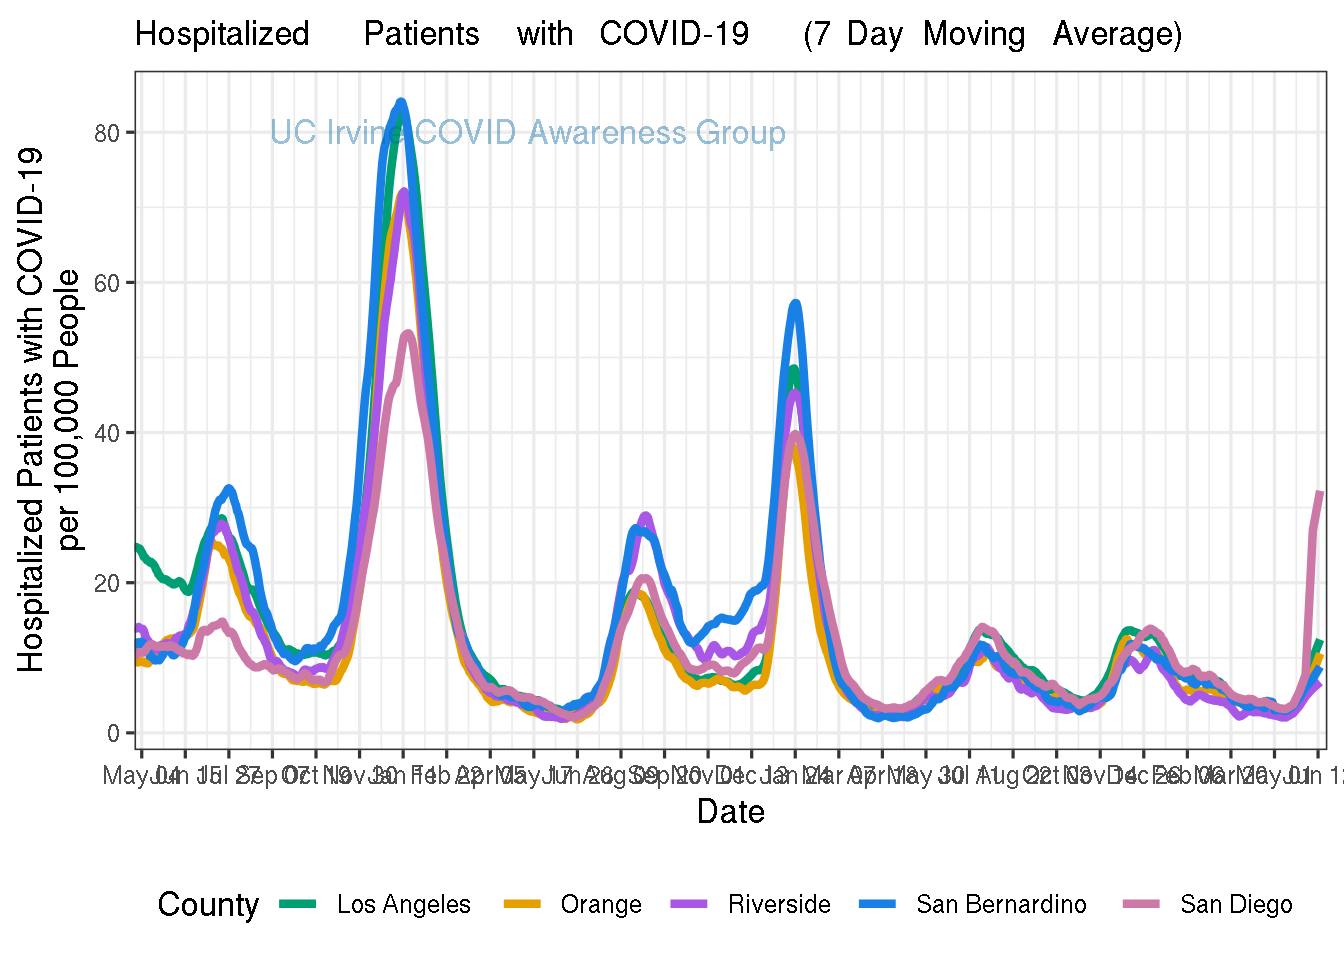 Hospitalized Patients with COVID-19 (7 Day Moving Average)
UC Irvine COVID Awareness Group
Hospitalized Patients with COVID-19
per 100,000 People
80
60
40
20
0
May 04 Jun 15 Jul 27 Sep 07 Oct 19 Nov 30 Jan 11 Feb 22 Apr 05 May 17 Jun 28 Aug 09 Sep 20 Nov 01 Dec 13 Jan 24 Mar 07 Apr 18 May 30 Jul 11 Aug 22 Oct 03 Nov 14 Dec 26 Feb 06 Mar 20 May 01 Jun 12
Date
County Los Angeles Orange Riverside San Bernardino San Diego